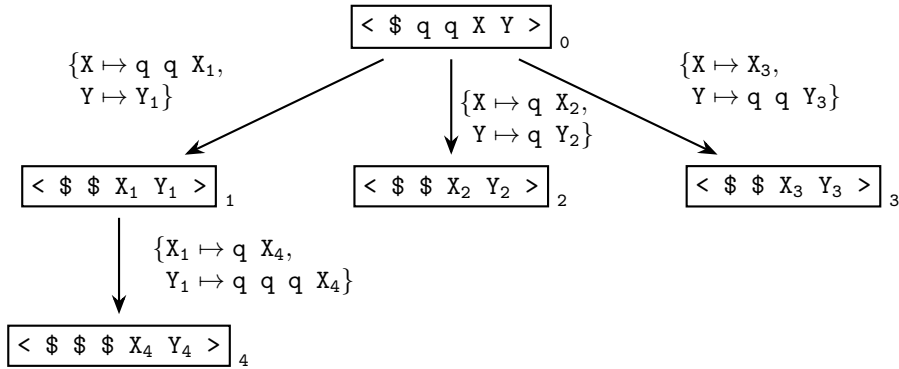 < $ q q X Y > 0
{X ↦ q q X₁,
Y ↦ Y₁}
{X ↦ q X₂,
Y ↦ q Y₂}
{X ↦ X₃,
Y ↦ q q Y₃}
< $ $ X₁ Y₁ > 1
< $ $ X₂ Y₂ > 2
< $ $ X₃ Y₃ > 3
{X₁ ↦ q X₄,
Y₁ ↦ q q q X₄}
< $ $ $ X₄ Y₄ > 4